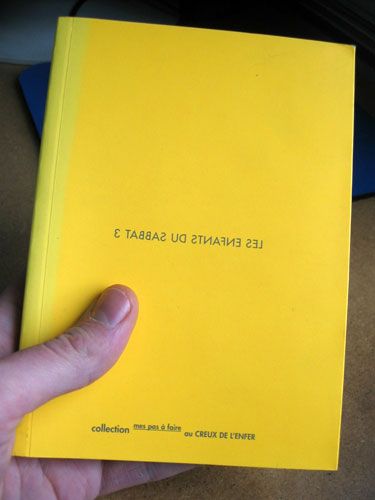 LES ENFANTS DU SABBAT 3
collection mes pas à faire au CREUX DE L'ENFER